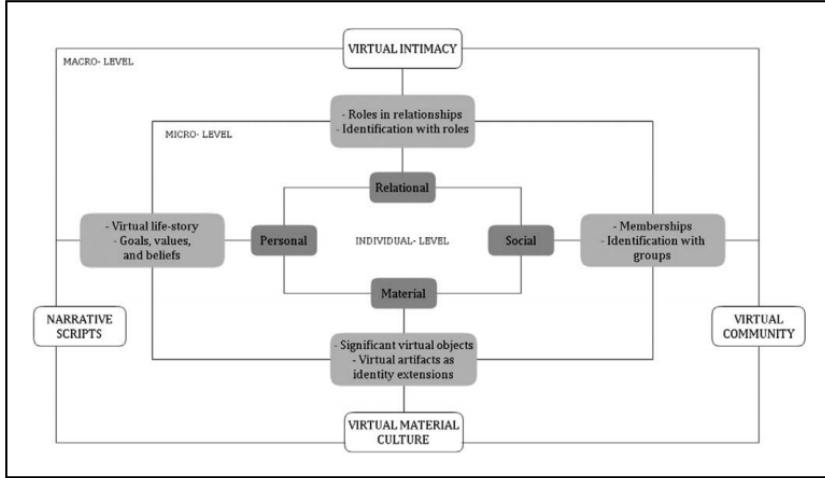 VIRTUAL INTIMACY
MACRO- LEVEL
- Roles in relationships
- Identification with roles
MICRO- LEVEL
Relational
- Virtual life-story
- Goals, values,
and beliefs
Personal
INDIVIDUAL- LEVEL
Social
- Memberships
- Identification with
groups
Material
NARRATIVE
SCRIPTS
VIRTUAL
COMMUNITY
- Significant virtual objects
- Virtual artifacts as
identity extensions
VIRTUAL MATERIAL
CULTURE